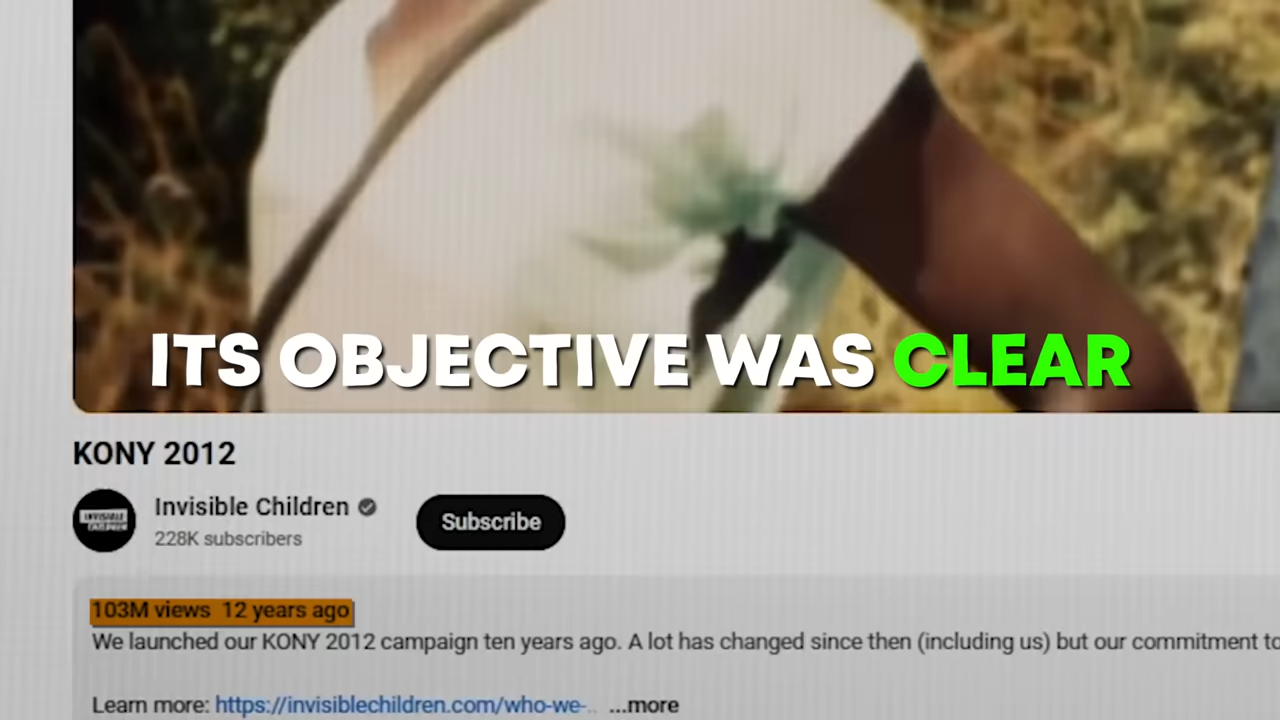 ITS OBJECTIVE WAS CLEAR
KONY 2012
INVISIBLE
CHILDREN
Invisible Children
228K subscribers
Subscribe
103M views 12 years ago
We launched our KONY 2012 campaign ten years ago. A lot has changed since then (including us) but our commitment to
Learn more: https://invisiblechildren.com/who-we-.. ...more